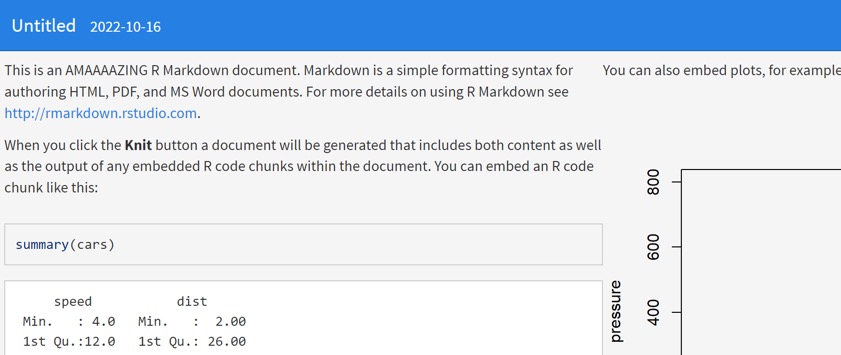 Untitled 2022-10-16
This is an AMAAAAZING R Markdown document. Markdown is a simple formatting syntax for
authoring HTML, PDF, and MS Word documents. For more details on using R Markdown see
http://rmarkdown.rstudio.com.
When you click the Knit button a document will be generated that includes both content as well
as the output of any embedded R code chunks within the document. You can embed an R code
chunk like this:
summary(cars)
speed dist
Min. : 4.0 Min. : 2.00
1st Qu.:12.0 1st Qu.: 26.00
You can also embed plots, for example
800
600
400
pressure